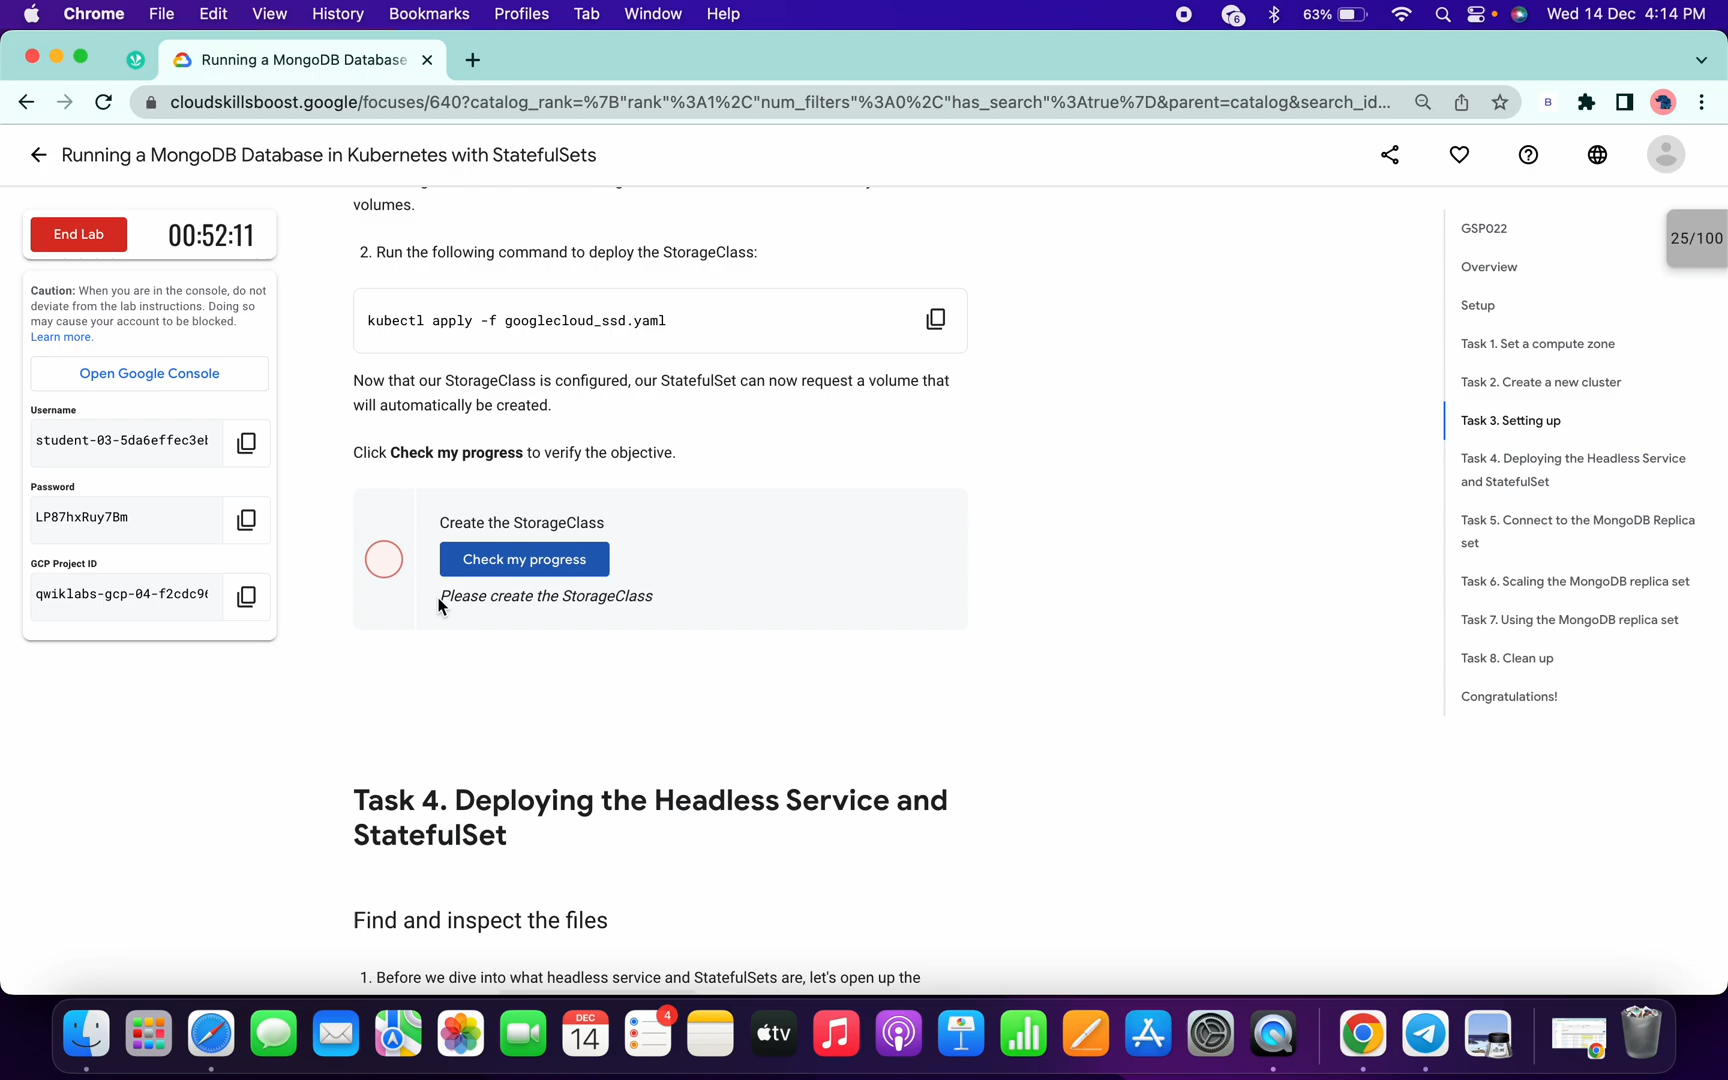 Chrome File Edit View History Bookmarks Profiles Tab Window Help 6 63% Wed 14 Dec 4:14 PM
Running a MongoDB Database
cloudskillsboost.google/focuses/640?catalog_rank=%7B"rank"%3A1%2C"num_filters"%3A0%2C"has_search"%3Atrue%7D&parent=catalog&search_id... B
Running a MongoDB Database in Kubernetes with StatefulSets
End Lab 00:52:11
Caution: When you are in the console, do not
deviate from the lab instructions. Doing so
may cause your account to be blocked.
Learn more.
Open Google Console
Username
student-03-5da6effec3eb
Password
LP87hxRuy7Bm
GCP Project ID
qwiklabs-gcp-04-f2cdc96
volumes.
2. Run the following command to deploy the StorageClass:
kubectl apply -f googlecloud_ssd.yaml
Now that our StorageClass is configured, our StatefulSet can now request a volume that
will automatically be created.
Click Check my progress to verify the objective.
Create the StorageClass
Check my progress
Please create the StorageClass
Task 4. Deploying the Headless Service and
StatefulSet
Find and inspect the files
1. Before we dive into what headless service and StatefulSets are, let's open up the
GSP022
25/100
Overview
Setup
Task 1. Set a compute zone
Task 2. Create a new cluster
Task 3. Setting up
Task 4. Deploying the Headless Service
and StatefulSet
Task 5. Connect to the MongoDB Replica
set
Task 6. Scaling the MongoDB replica set
Task 7. Using the MongoDB replica set
Task 8. Clean up
Congratulations!
DEC
14
4
tv